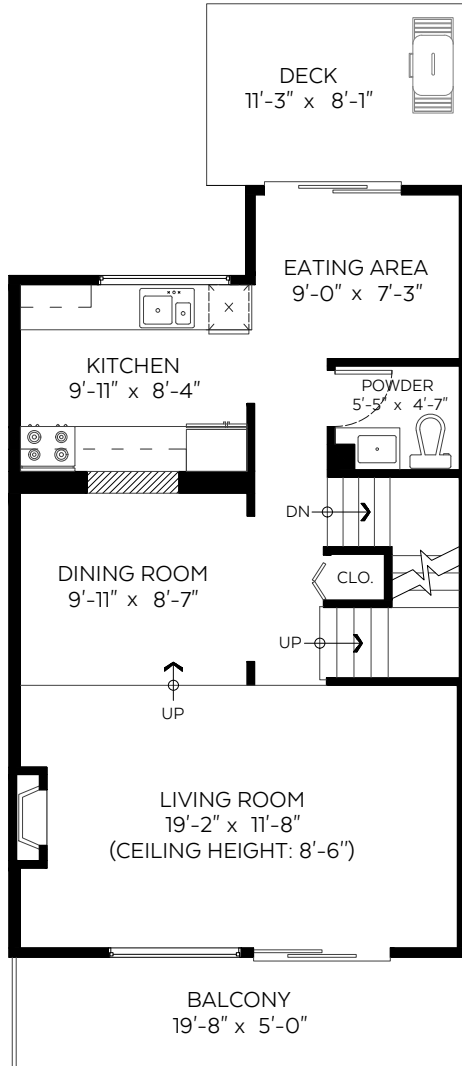 DECK
11'-3" x 8'-1"
EATING AREA
9'-0" x 7'-3"
X
KITCHEN
9'-11" x 8'-4"
POWDER
5'-5" x 4'-7"
DN
DINING ROOM
9'-11" x 8'-7"
CLO.
UP
UP
LIVING ROOM
19'-2" x 11'-8"
(CEILING HEIGHT: 8'-6")
BALCONY
19'-8" x 5'-0"